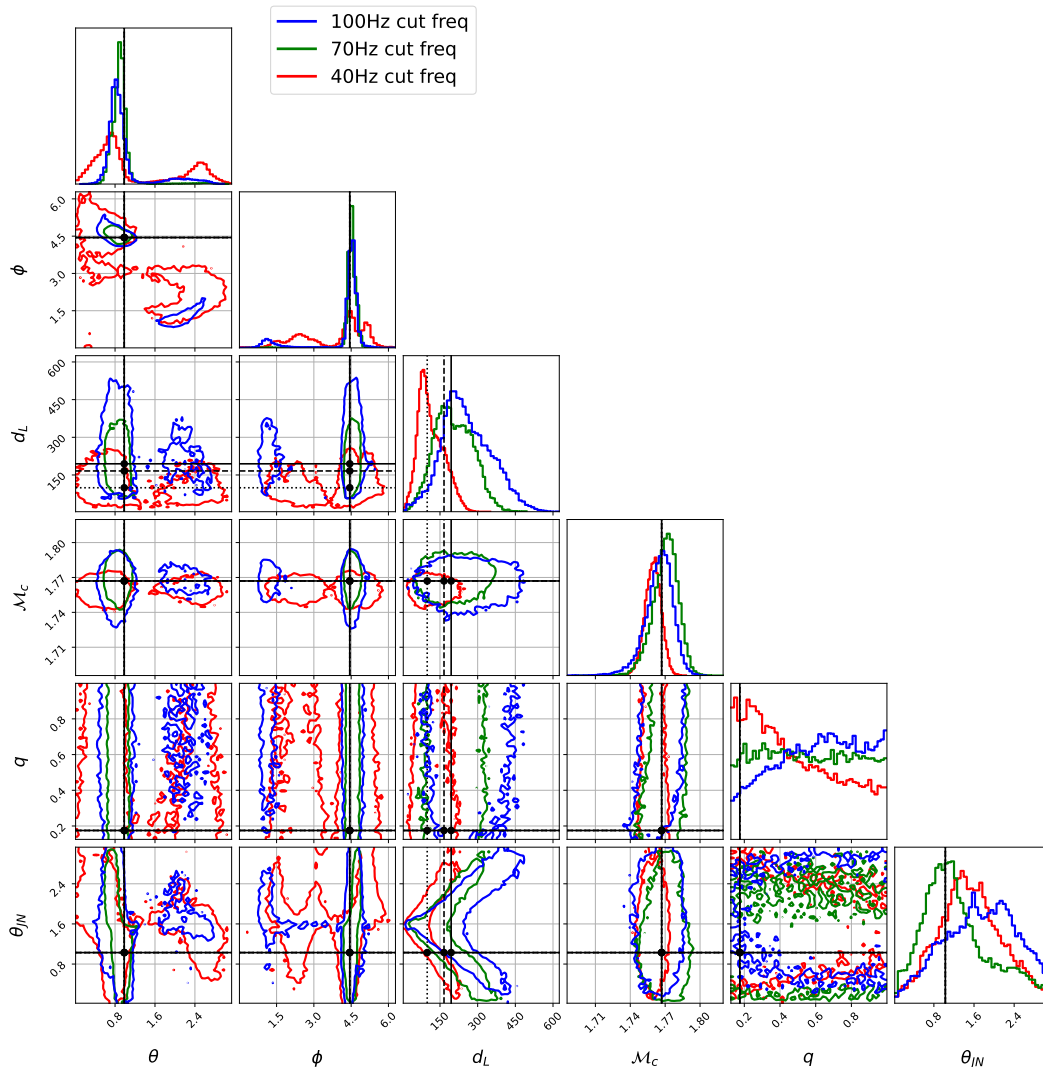 100Hz cut freq
70Hz cut freq
40Hz cut freq
6.0
4.5
3.0
1.5
ϕ
600
450
300
150
d_L
1.80
1.77
1.74
1.71
ℳ_c
0.8
0.6
0.4
0.2
q
2.4
1.6
0.8
θ_JN
0.8 1.6 2.4
1.5 3.0 4.5 6.0
150 300 450 600
1.71 1.74 1.77 1.80
0.2 0.4 0.6 0.8
0.8 1.6 2.4
θ ϕ d_L ℳ_c q θ_JN